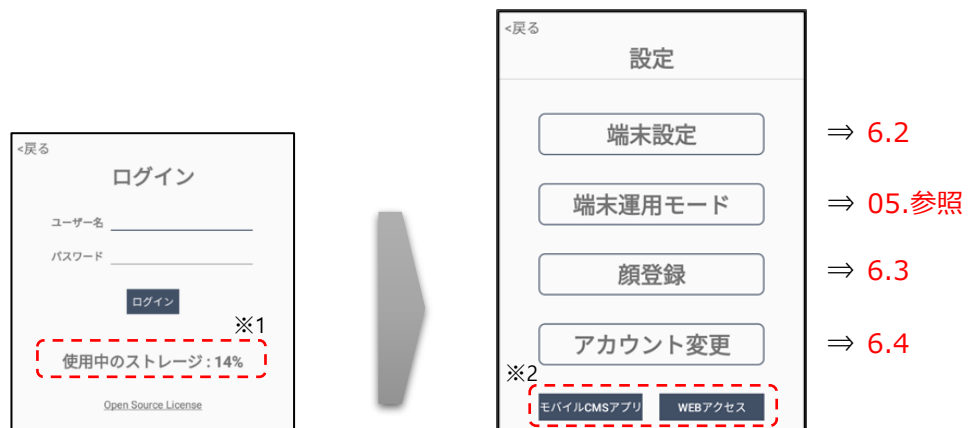 <戻る
ログイン
ユーザー名
パスワード
ログイン
※1
使用中のストレージ : 14%
Open Source License
<戻る
設定
端末設定
⇒ 6.2
端末運用モード
⇒ 05.参照
顔登録
⇒ 6.3
アカウント変更
⇒ 6.4
※2
モバイルCMSアプリ
WEBアクセス